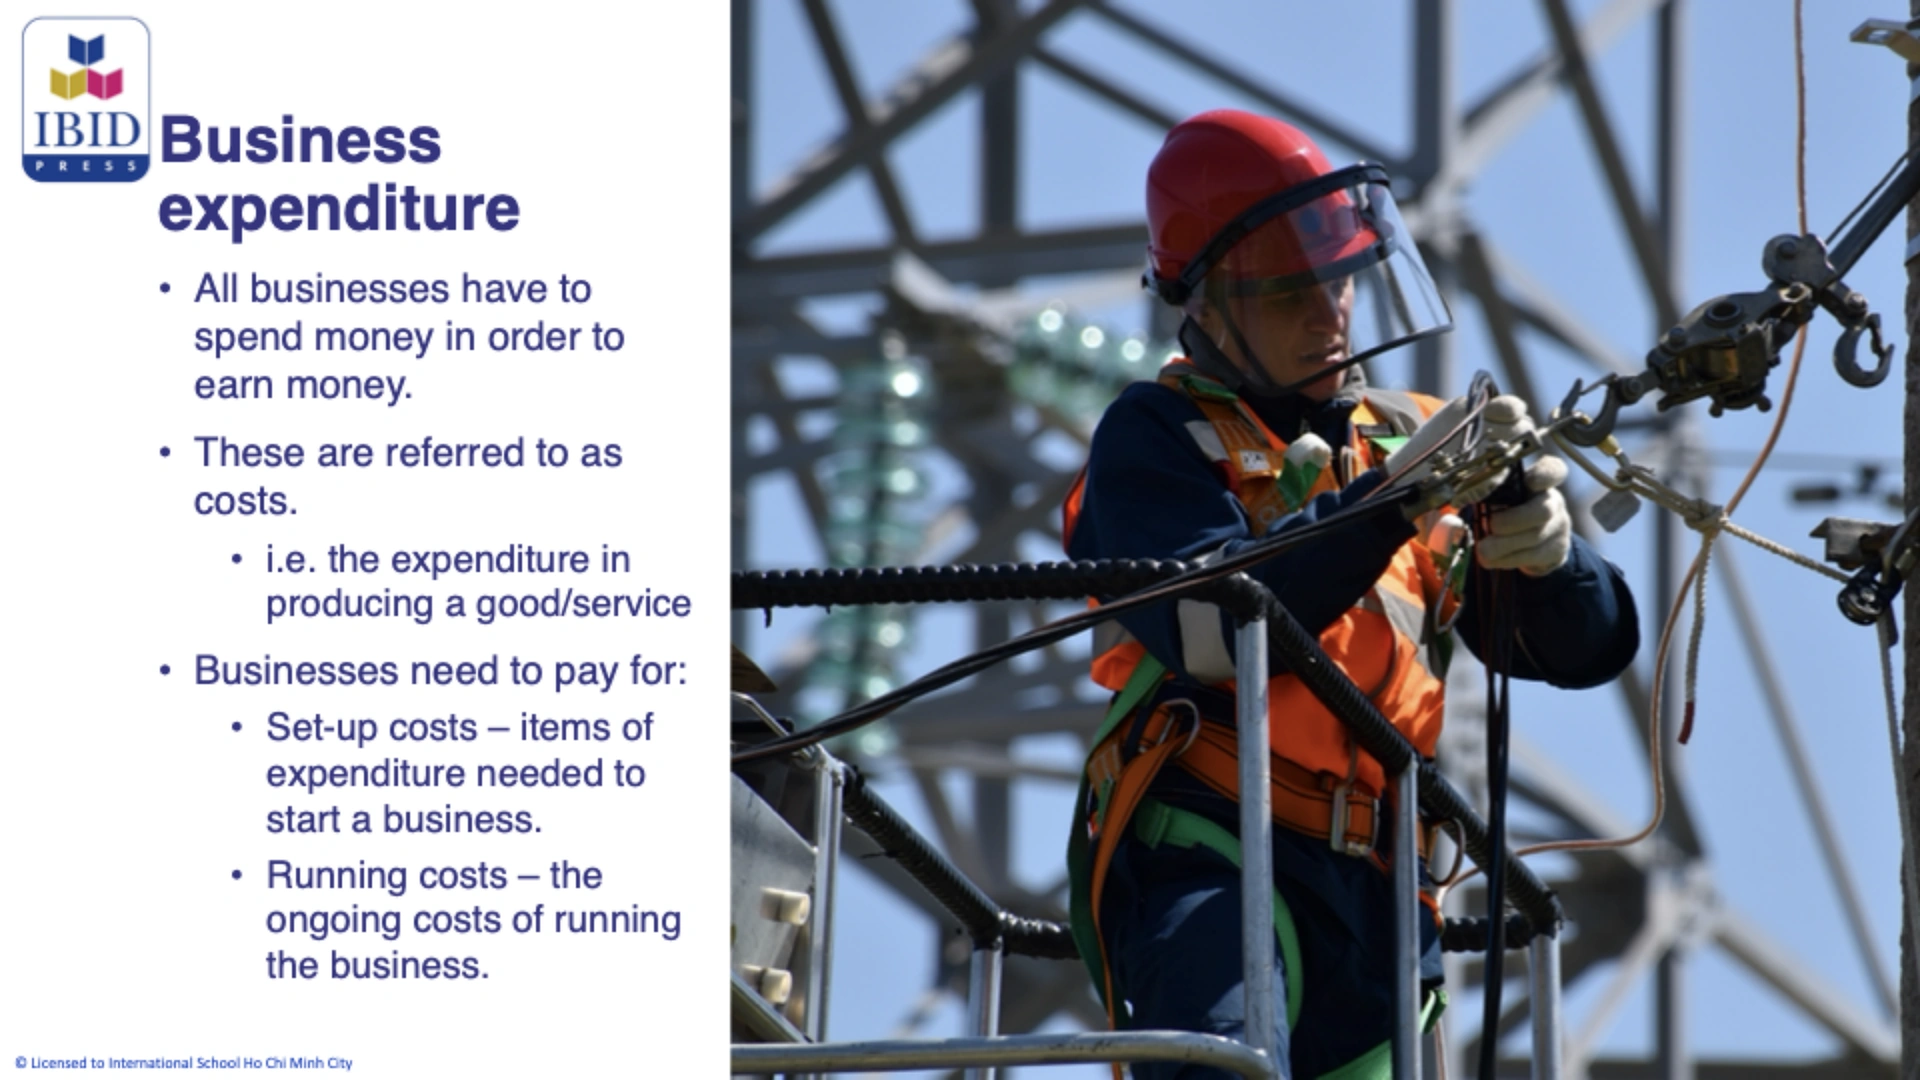 IBID
PRESS
Business
expenditure
• All businesses have to
spend money in order to
earn money.
• These are referred to as
costs.
• i.e. the expenditure in
producing a good/service
• Businesses need to pay for:
• Set-up costs – items of
expenditure needed to
start a business.
• Running costs – the
ongoing costs of running
the business.
© Licensed to International School Ho Chi Minh City